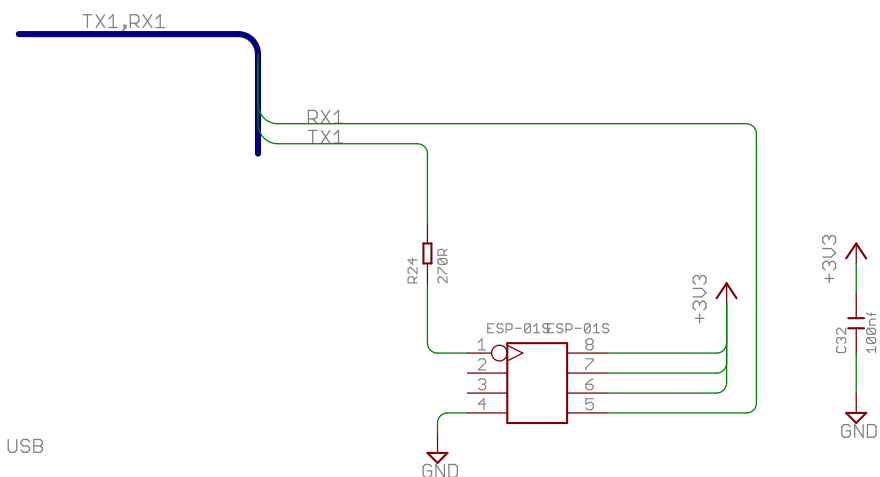 TX1,RX1
RX1
TX1
R24
270R
+3V3
+3V3
C32
100nf
ESP-01S
ESP-01S
1
2
3
4
8
7
6
5
GND
GND
USB